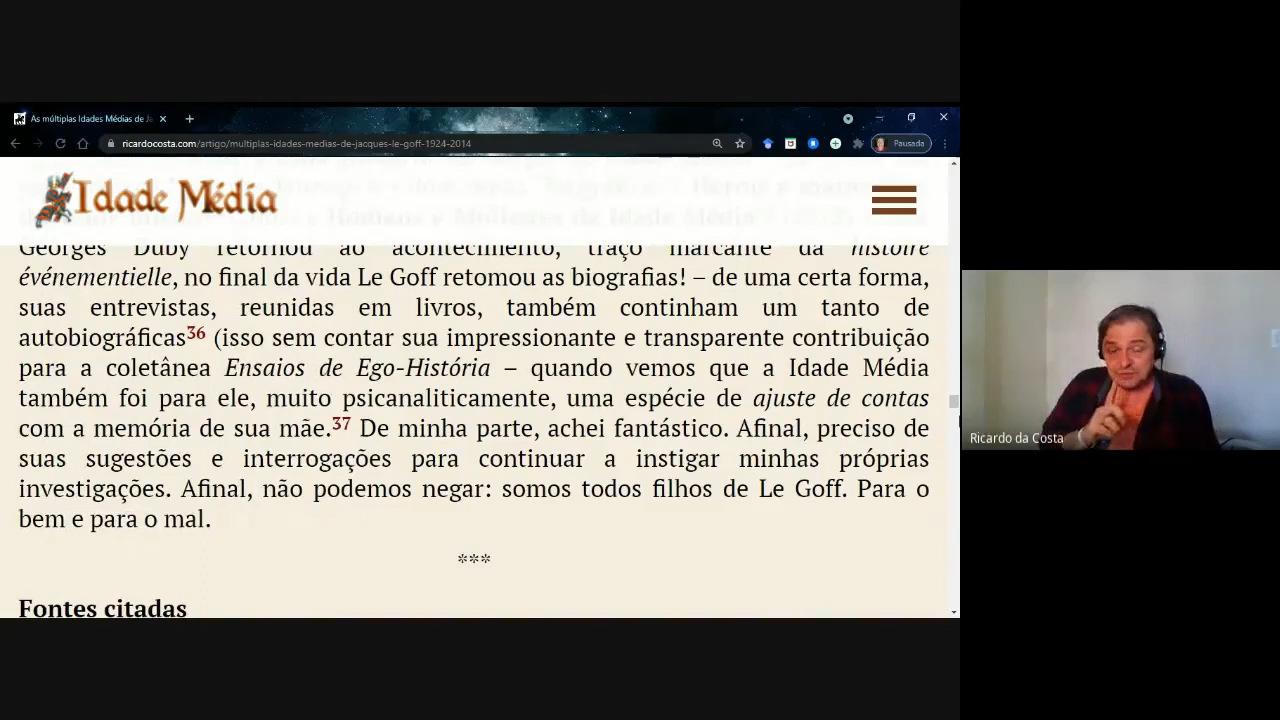 As múltiplas Idades Médias de Ja
ricardocosta.com/artigo/multiplas-idades-medias-de-jacques-le-goff-1924-2014
Pausada
Idade Média
Homens e Mulheres da Idade Média
Georges Duby retornou ao acontecimento, traço marcante da histoire
événementielle, no final da vida Le Goff retomou as biografias! – de uma certa forma,
suas entrevistas, reunidas em livros, também continham um tanto de
autobiográficas36 (isso sem contar sua impressionante e transparente contribuição
para a coletânea Ensaios de Ego-História – quando vemos que a Idade Média
também foi para ele, muito psicanaliticamente, uma espécie de ajuste de contas
com a memória de sua mãe.37 De minha parte, achei fantástico. Afinal, preciso de
suas sugestões e interrogações para continuar a instigar minhas próprias
investigações. Afinal, não podemos negar: somos todos filhos de Le Goff. Para o
bem e para o mal.
***
Fontes citadas
Ricardo da Costa